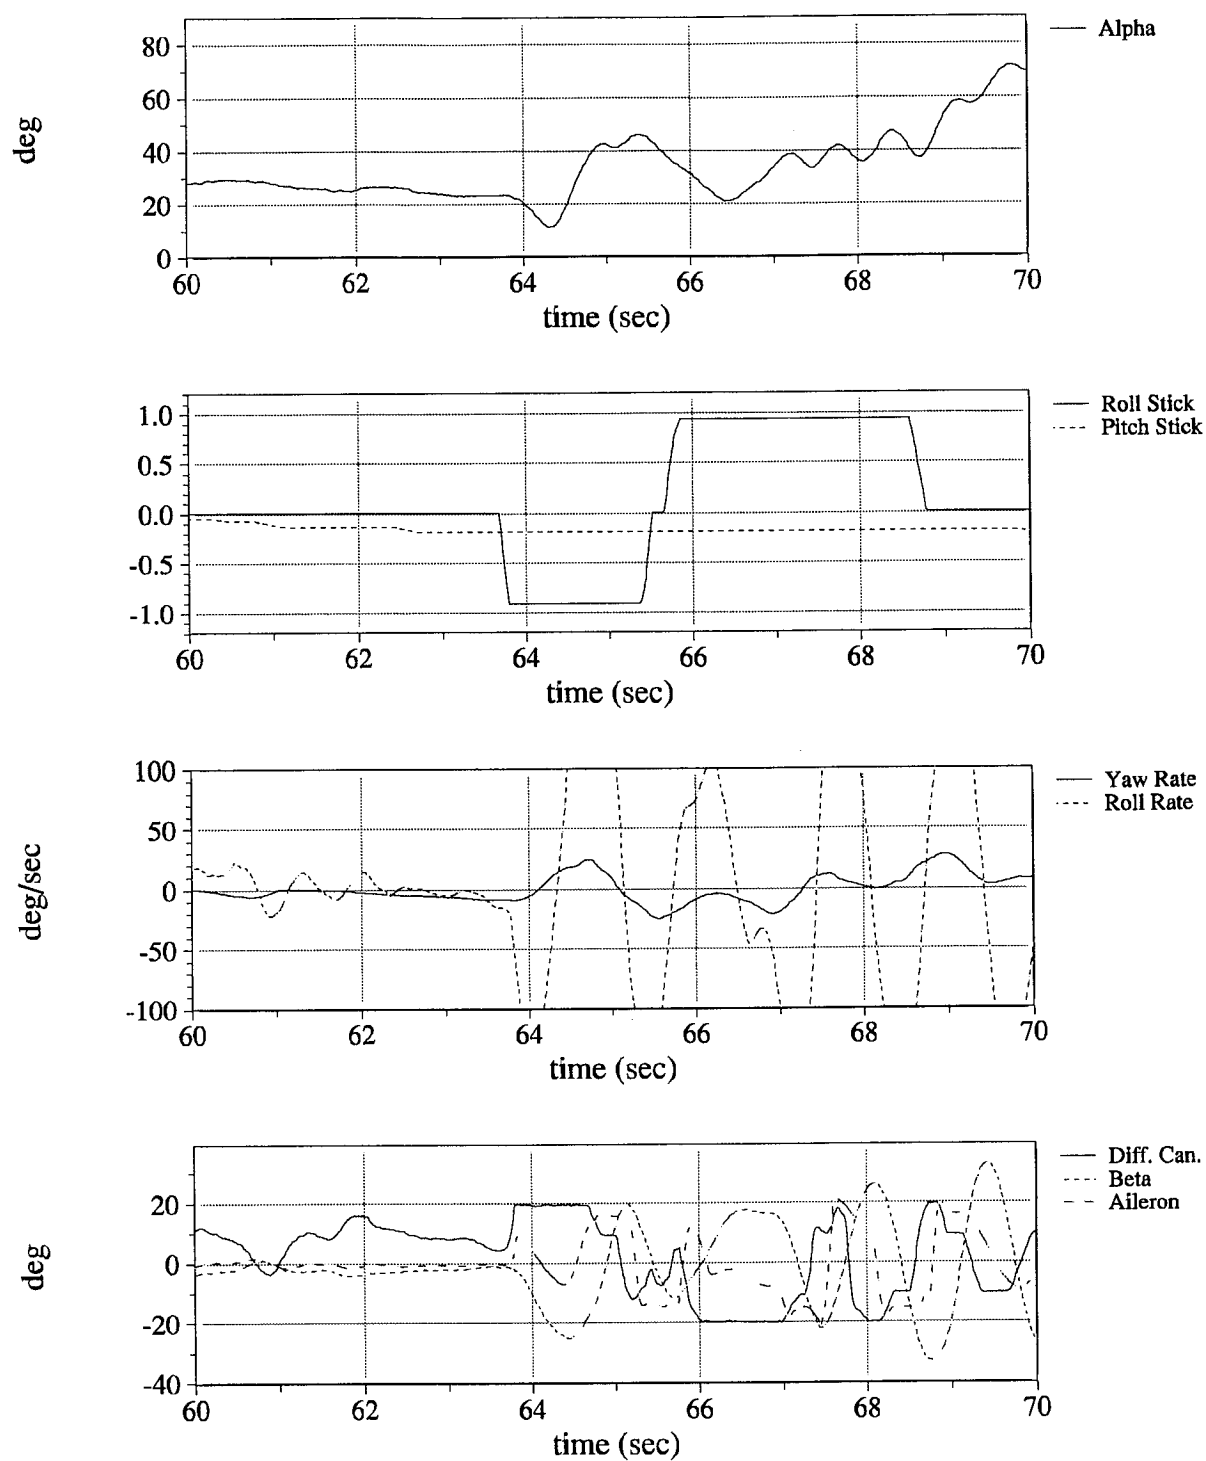 Alpha
80
60
40
20
0
deg
60 62 64 66 68 70
time (sec)
Roll Stick
Pitch Stick
1.0
0.5
0.0
-0.5
-1.0
60 62 64 66 68 70
time (sec)
Yaw Rate
Roll Rate
100
50
0
-50
-100
deg/sec
60 62 64 66 68 70
time (sec)
Diff. Can.
Beta
Aileron
20
0
-20
-40
deg
60 62 64 66 68 70
time (sec)